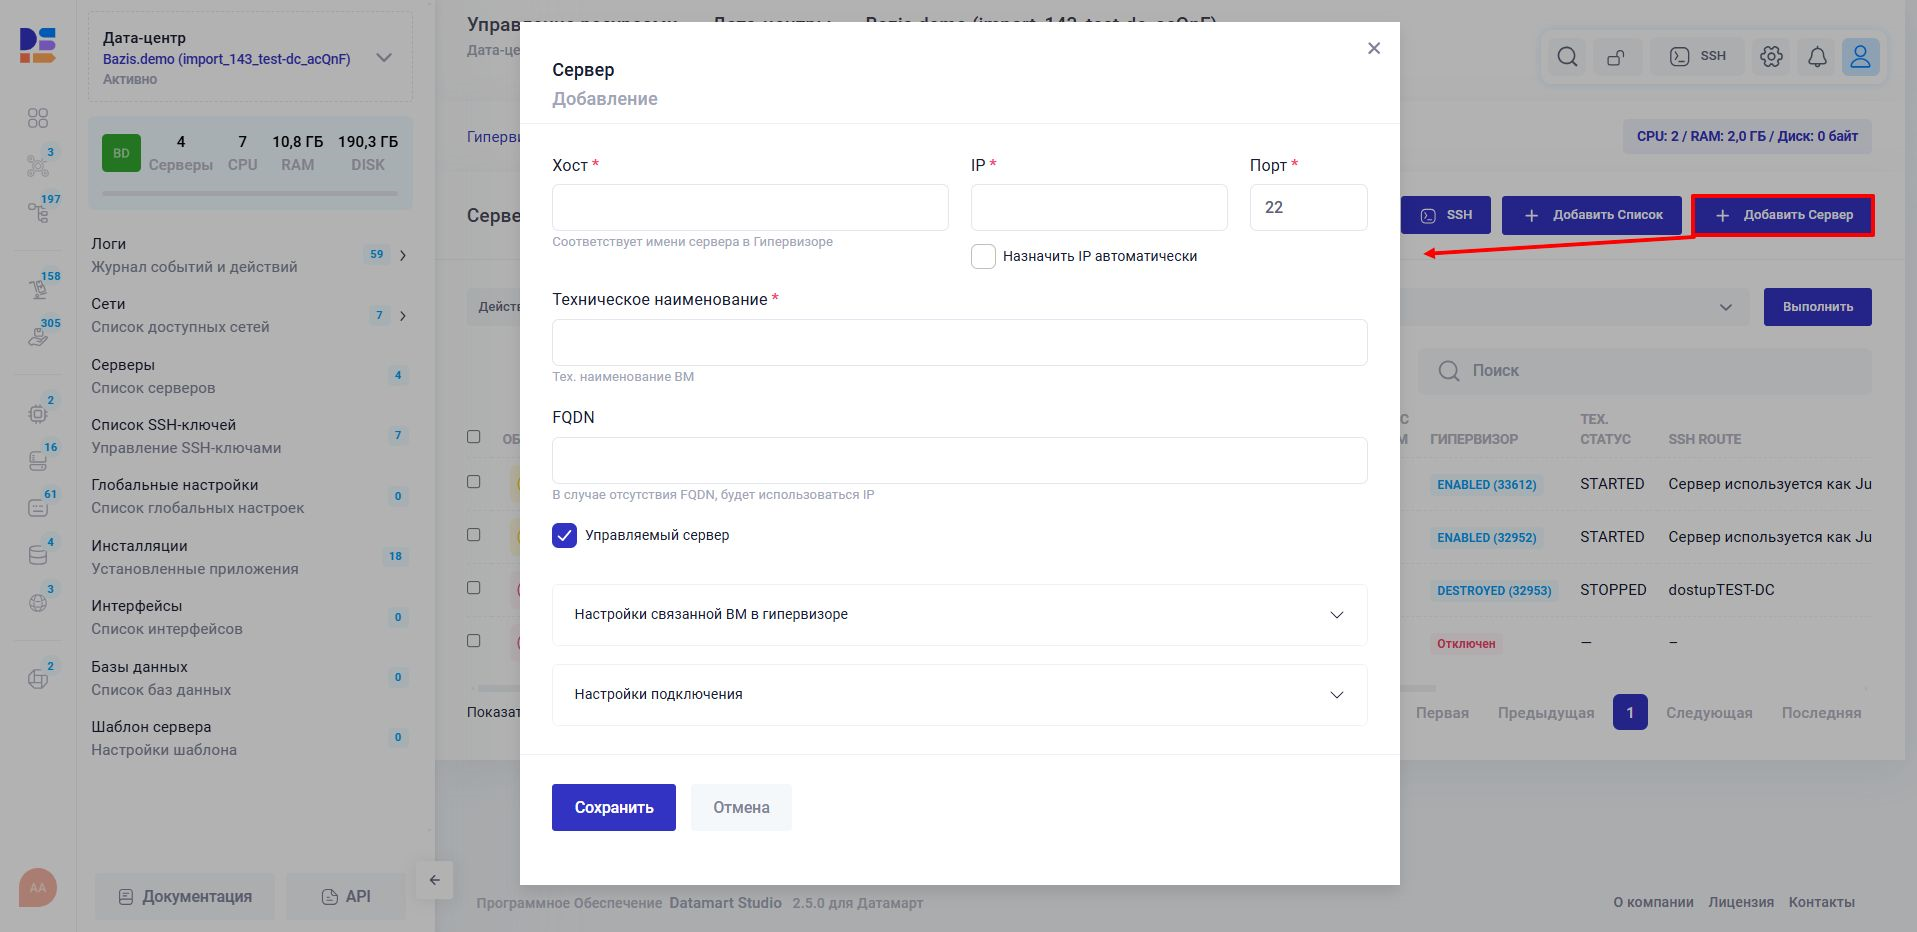 Дата-центр
Bazis.demo (import_143_test-dc_acQnF)
Активно
BD
4 7 10,8 ГБ 190,3 ГБ
Серверы CPU RAM DISK
3
197
158
305
2
16
61
4
3
2
Логи
Журнал событий и действий
59
Сети
Список доступных сетей
7
Серверы
Список серверов
4
Список SSH-ключей
Управление SSH-ключами
7
Глобальные настройки
Список глобальных настроек
0
Инсталляции
Установленные приложения
18
Интерфейсы
Список интерфейсов
0
Базы данных
Список баз данных
0
Шаблон сервера
Настройки шаблона
0
Документация API
AA
SSH
CPU: 2 / RAM: 2,0 ГБ / Диск: 0 байт
SSH
Добавить Список
Добавить Сервер
Выполнить
Поиск
Сервер
Добавление
Хост *
Соответствует имени сервера в Гипервизоре
IP *
Назначить IP автоматически
Порт *
22
Техническое наименование *
Тех. наименование ВМ
FQDN
В случае отсутствия FQDN, будет использоваться IP
Управляемый сервер
Настройки связанной ВМ в гипервизоре
Настройки подключения
Сохранить Отмена
ГИПЕРВИЗОР ТЕХ. СТАТУС SSH ROUTE
ENABLED (33612) STARTED Сервер используется как Ju
ENABLED (32952) STARTED Сервер используется как Ju
DESTROYED (32953) STOPPED dostupTEST-DC
Отключен — –
Первая Предыдущая 1 Следующая Последняя
Программное Обеспечение Datamart Studio 2.5.0 для Датамарт
О компании Лицензия Контакты